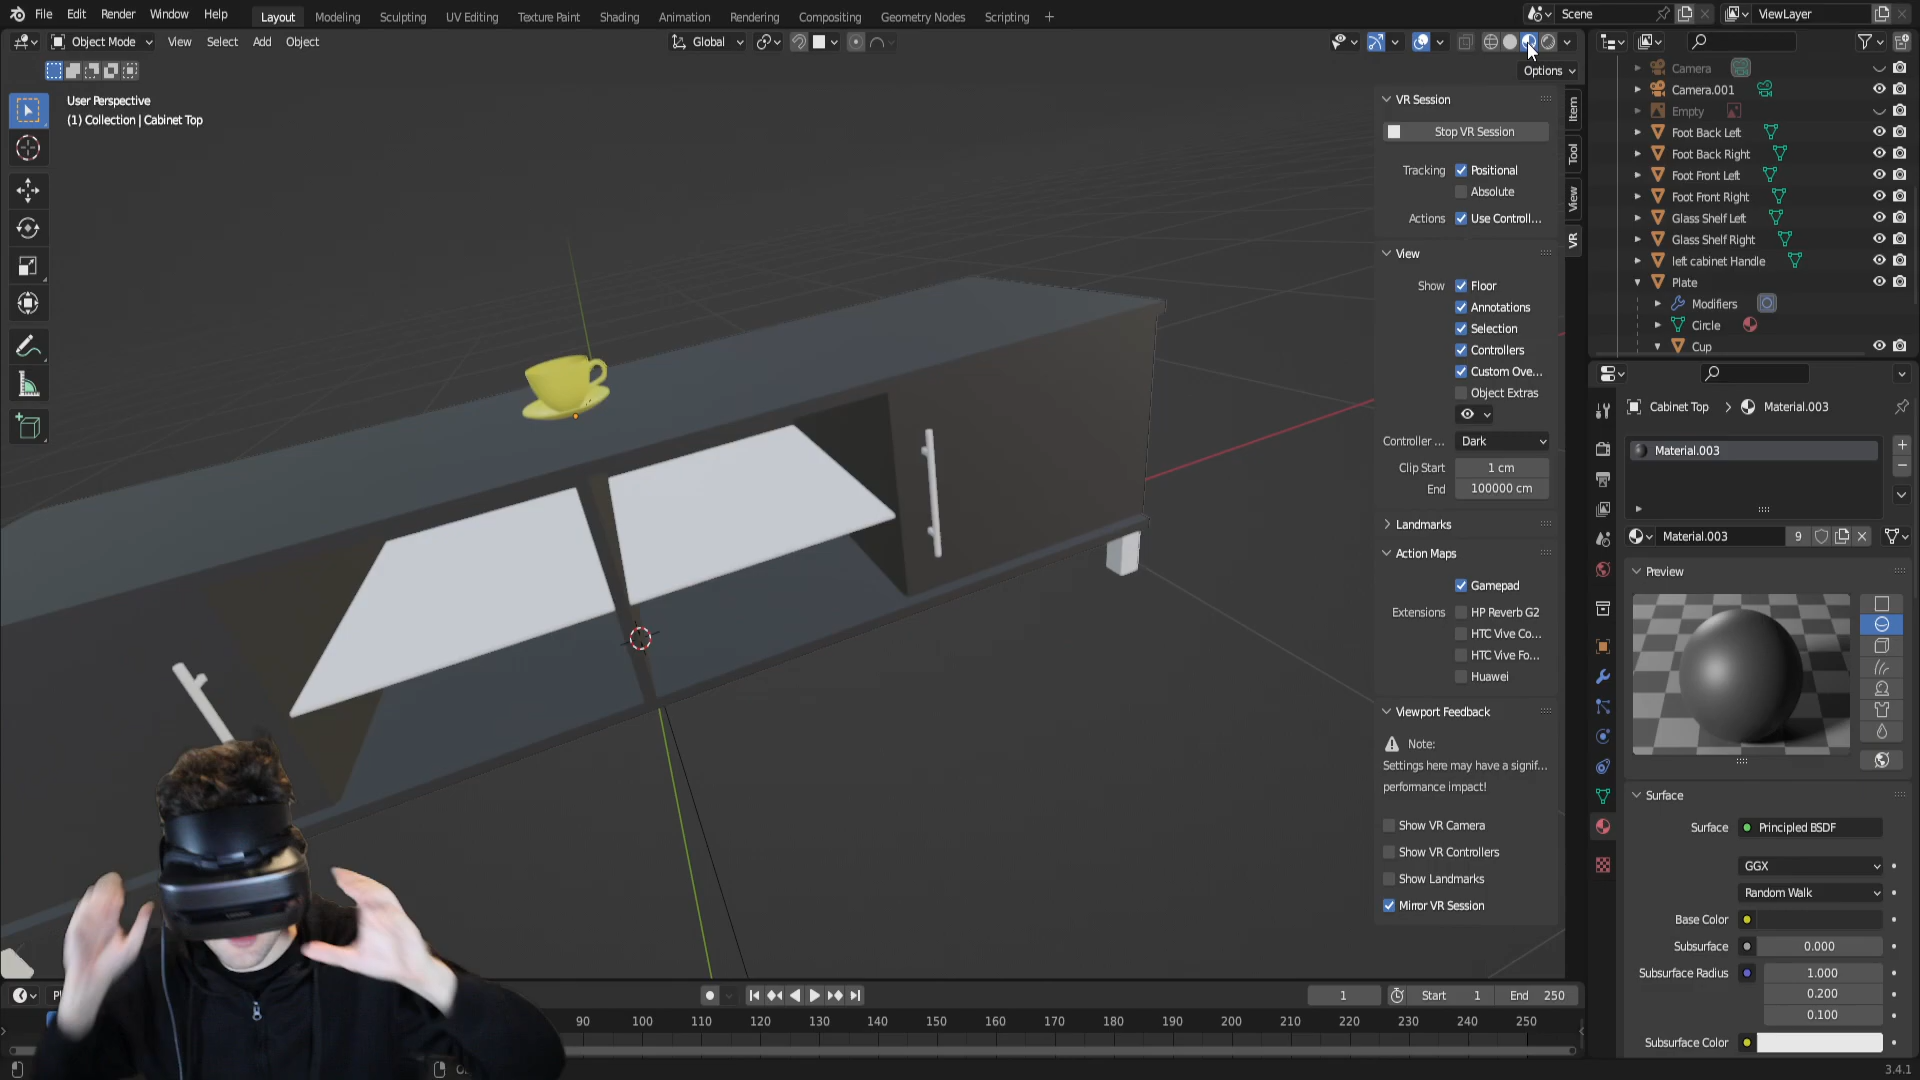 File Edit Render Window Help Layout Modeling Sculpting UV Editing Texture Paint Shading Animation Rendering Compositing Geometry Nodes Scripting + Scene ViewLayer
Object Mode View Select Add Object Global
Options
User Perspective
(1) Collection | Cabinet Top
VR Session
Stop VR Session
Tracking Positional
Absolute
Actions Use Controll...
View
Show Floor
Annotations
Selection
Controllers
Custom Ove...
Object Extras
Controller ... Dark
Clip Start 1 cm
End 100000 cm
Landmarks
Action Maps
Gamepad
Extensions HP Reverb G2
HTC Vive Co...
HTC Vive Fo...
Huawei
Viewport Feedback
Note:
Settings here may have a signif...
performance impact!
Show VR Camera
Show VR Controllers
Show Landmarks
Mirror VR Session
Item
Tool
View
VR
Camera
Camera.001
Empty
Foot Back Left
Foot Back Right
Foot Front Left
Foot Front Right
Glass Shelf Left
Glass Shelf Right
left cabinet Handle
Plate
Modifiers
Circle
Cup
Cabinet Top > Material.003
Material.003
Material.003 9
Preview
Surface
Surface Principled BSDF
GGX
Random Walk
Base Color
Subsurface 0.000
Subsurface Radius 1.000
0.200
0.100
Subsurface Color
1 Start 1 End 250
90 100 110 120 130 140 150 160 170 180 190 200 210 220 230 240 250
3.4.1